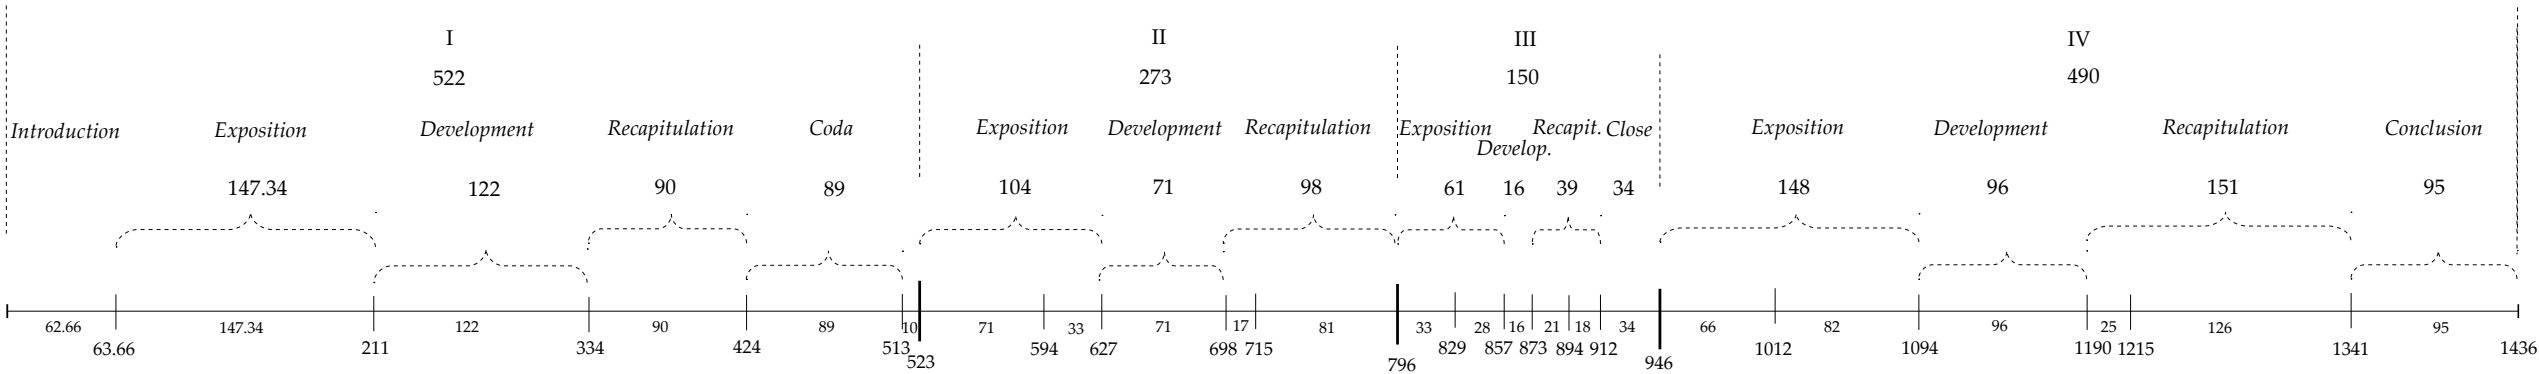 I II III IV
522 273 150 490
Introduction Exposition Development Recapitulation Coda Exposition Development Recapitulation Exposition Recapit. Close Exposition Development Recapitulation Conclusion
Develop.
147.34 122 90 89 104 71 98 61 16 39 34 148 96 151 95
62.66 147.34 122 90 89 10 71 33 71 17 81 33 28 16 21 18 34 66 82 96 25 126 95
63.66 211 334 424 513 594 627 698 715 829 857 873 894 912 1012 1094 1190 1215 1341 1436
523 796 946